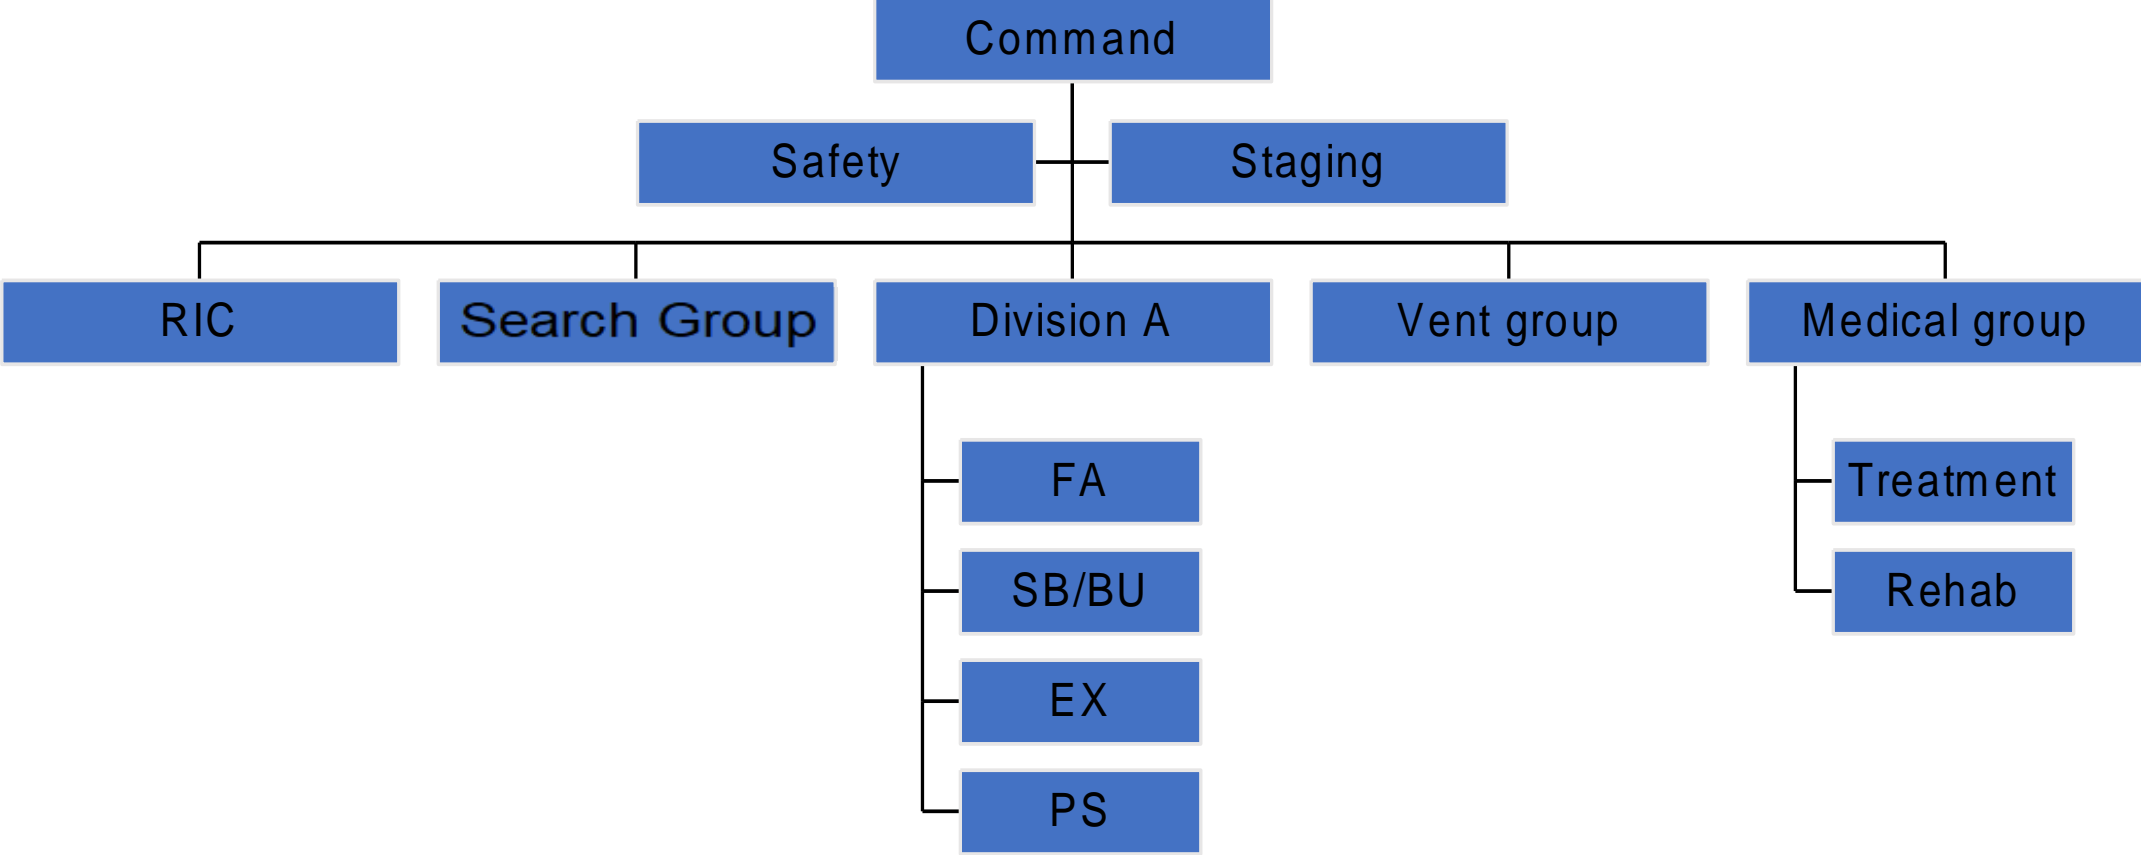 Command
Safety
Staging
RIC
Search Group
Division A
Vent group
Medical group
FA
Treatment
SB/BU
Rehab
EX
PS